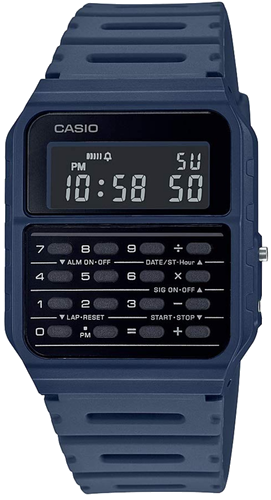 CASIO
PM SU
10:58 50
7 8 9 ÷
▼ ALM ON•OFF DATE/ST-Hour ▲
4 5 6 ×
SIG ON•OFF ▲
1 2 3 −
▼ LAP•RESET START•STOP ▼
0 •PM = +